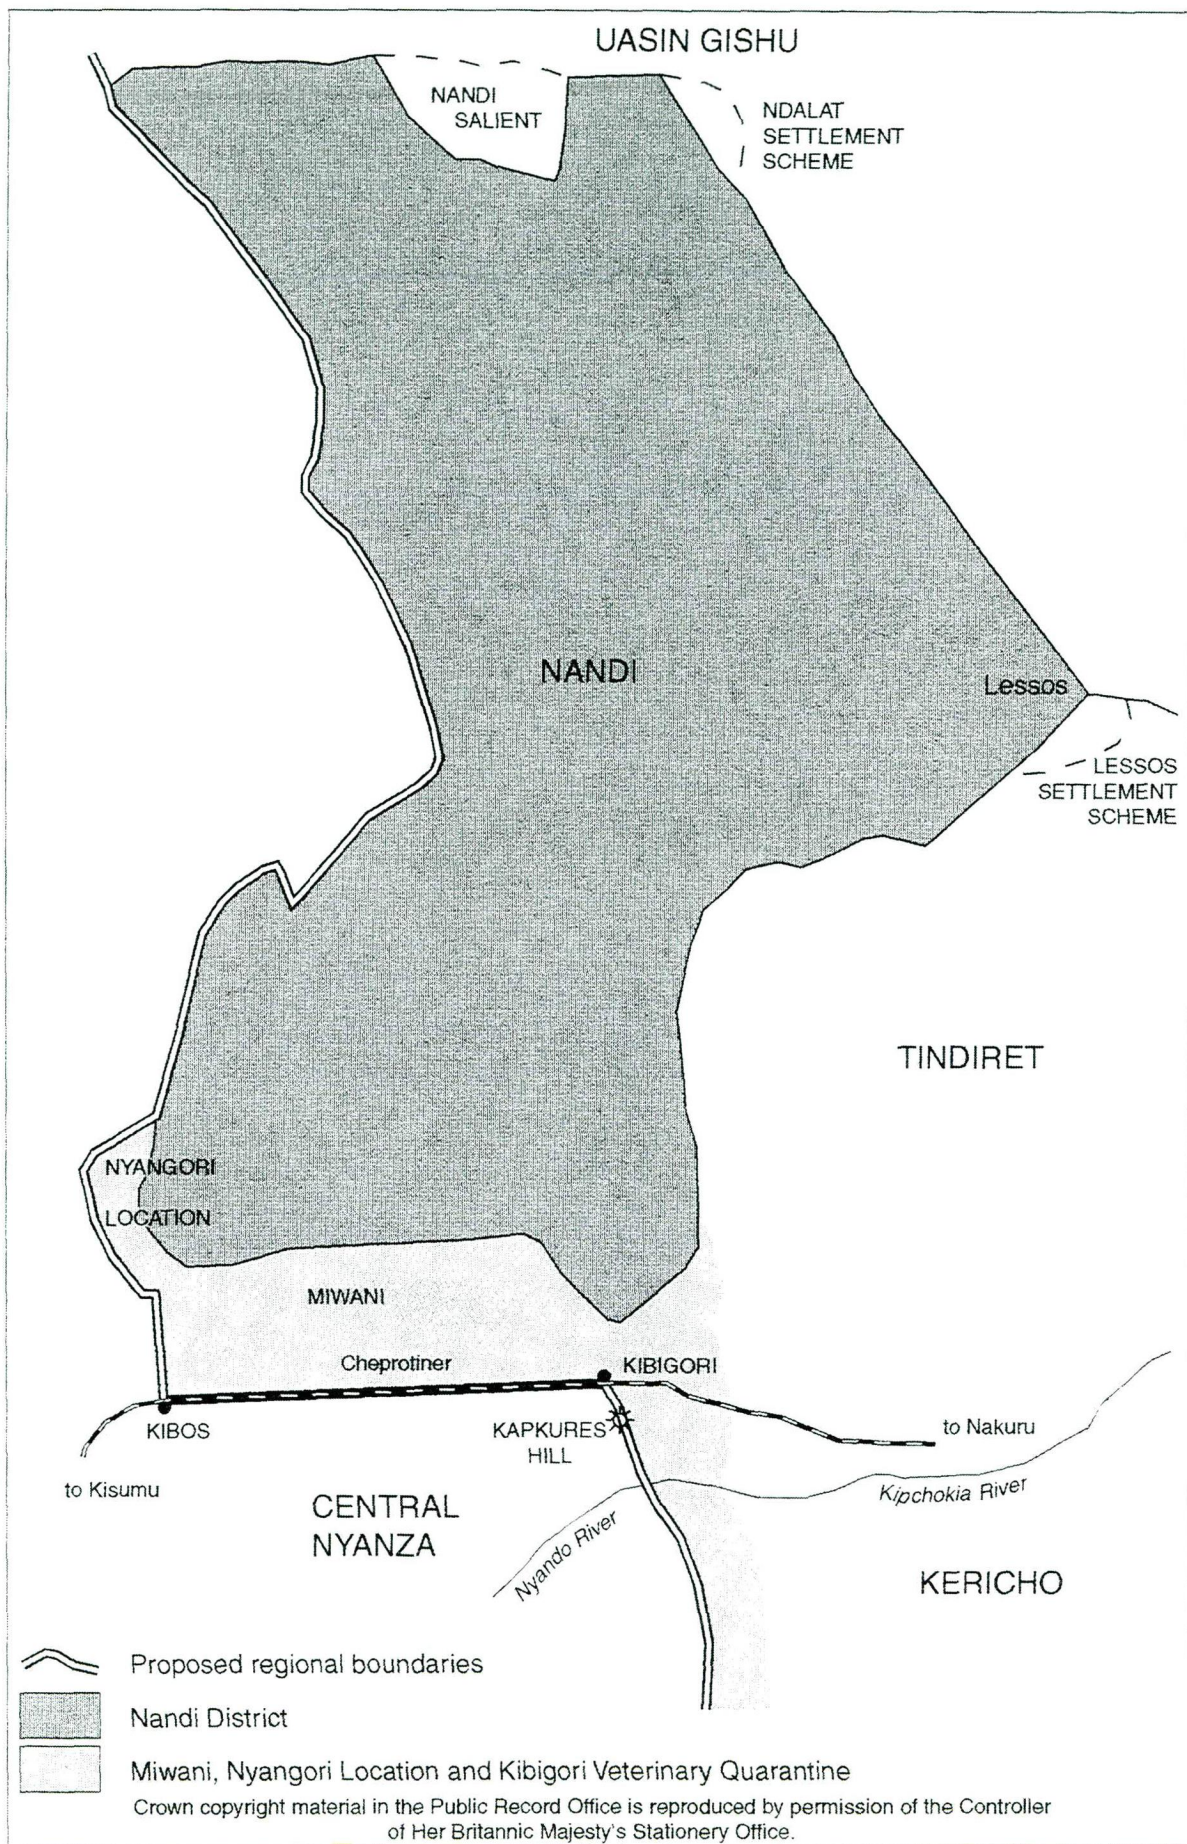 UASIN GISHU
NANDI
SALIENT
NDALAT
SETTLEMENT
SCHEME
NANDI
Lessos
LESSOS
SETTLEMENT
SCHEME
TINDIRET
NYANGORI
LOCATION
MIWANI
Cheprotiner
KIBIGORI
KIBOS
KAPKURES
HILL
to Nakuru
to Kisumu
Kipchokia River
CENTRAL
NYANZA
Nyando River
KERICHO
Proposed regional boundaries
Nandi District
Miwani, Nyangori Location and Kibigori Veterinary Quarantine
Crown copyright material in the Public Record Office is reproduced by permission of the Controller
of Her Britannic Majesty's Stationery Office.